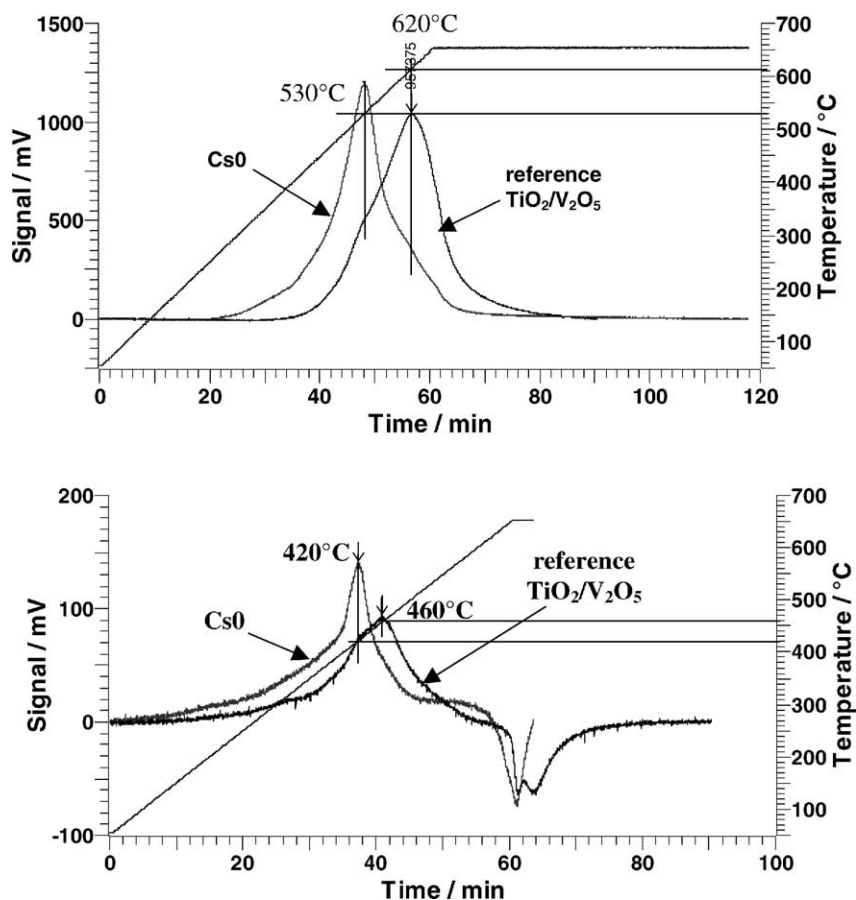 1500
1000
500
0
Signal / mV
700
600
500
400
300
200
100
Temperature / °C
620°C
530°C
Cs0
reference
TiO₂/V₂O₅
0
20
40
60
80
100
120
Time / min
200
100
0
-100
Signal / mV
700
600
500
400
300
200
100
Temperature / °C
420°C
460°C
Cs0
reference
TiO₂/V₂O₅
0
20
40
60
80
100
Time / min